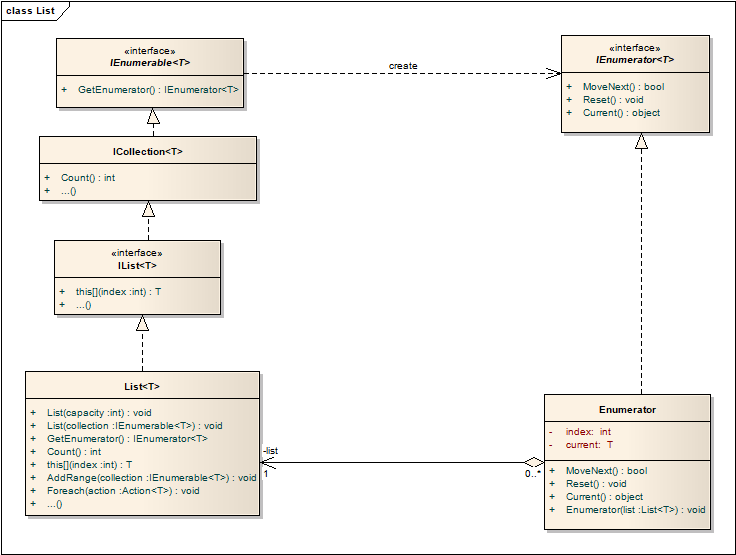 class List
«interface»
IEnumerable<T>
+ GetEnumerator() : IEnumerator<T>
create
«interface»
IEnumerator<T>
+ MoveNext() : bool
+ Reset() : void
+ Current() : object
ICollection<T>
+ Count() : int
+ ...()
«interface»
IList<T>
+ this[](index :int) : T
+ ...()
List<T>
+ List(capacity :int) : void
+ List(collection :IEnumerable<T>) : void
+ GetEnumerator() : IEnumerator<T>
+ Count() : int
+ this[](index :int) : T
+ AddRange(collection :IEnumerable<T>) : void
+ Foreach(action :Action<T>) : void
+ ...()
-list
1
0..*
Enumerator
- index: int
- current: T
+ MoveNext() : bool
+ Reset() : void
+ Current() : object
+ Enumerator(list :List<T>) : void